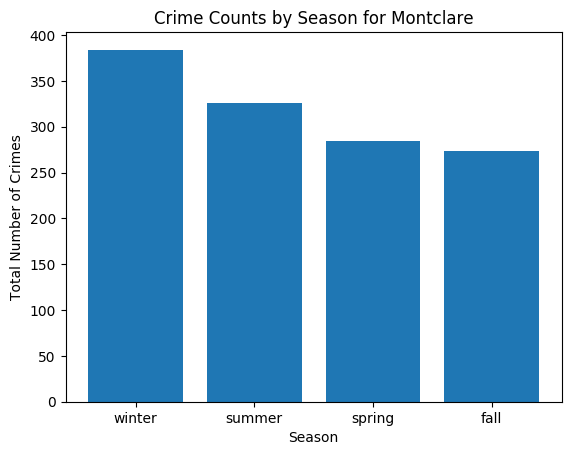 Crime Counts by Season for Montclare
Total Number of Crimes
400
350
300
250
200
150
100
50
0
winter summer spring fall
Season